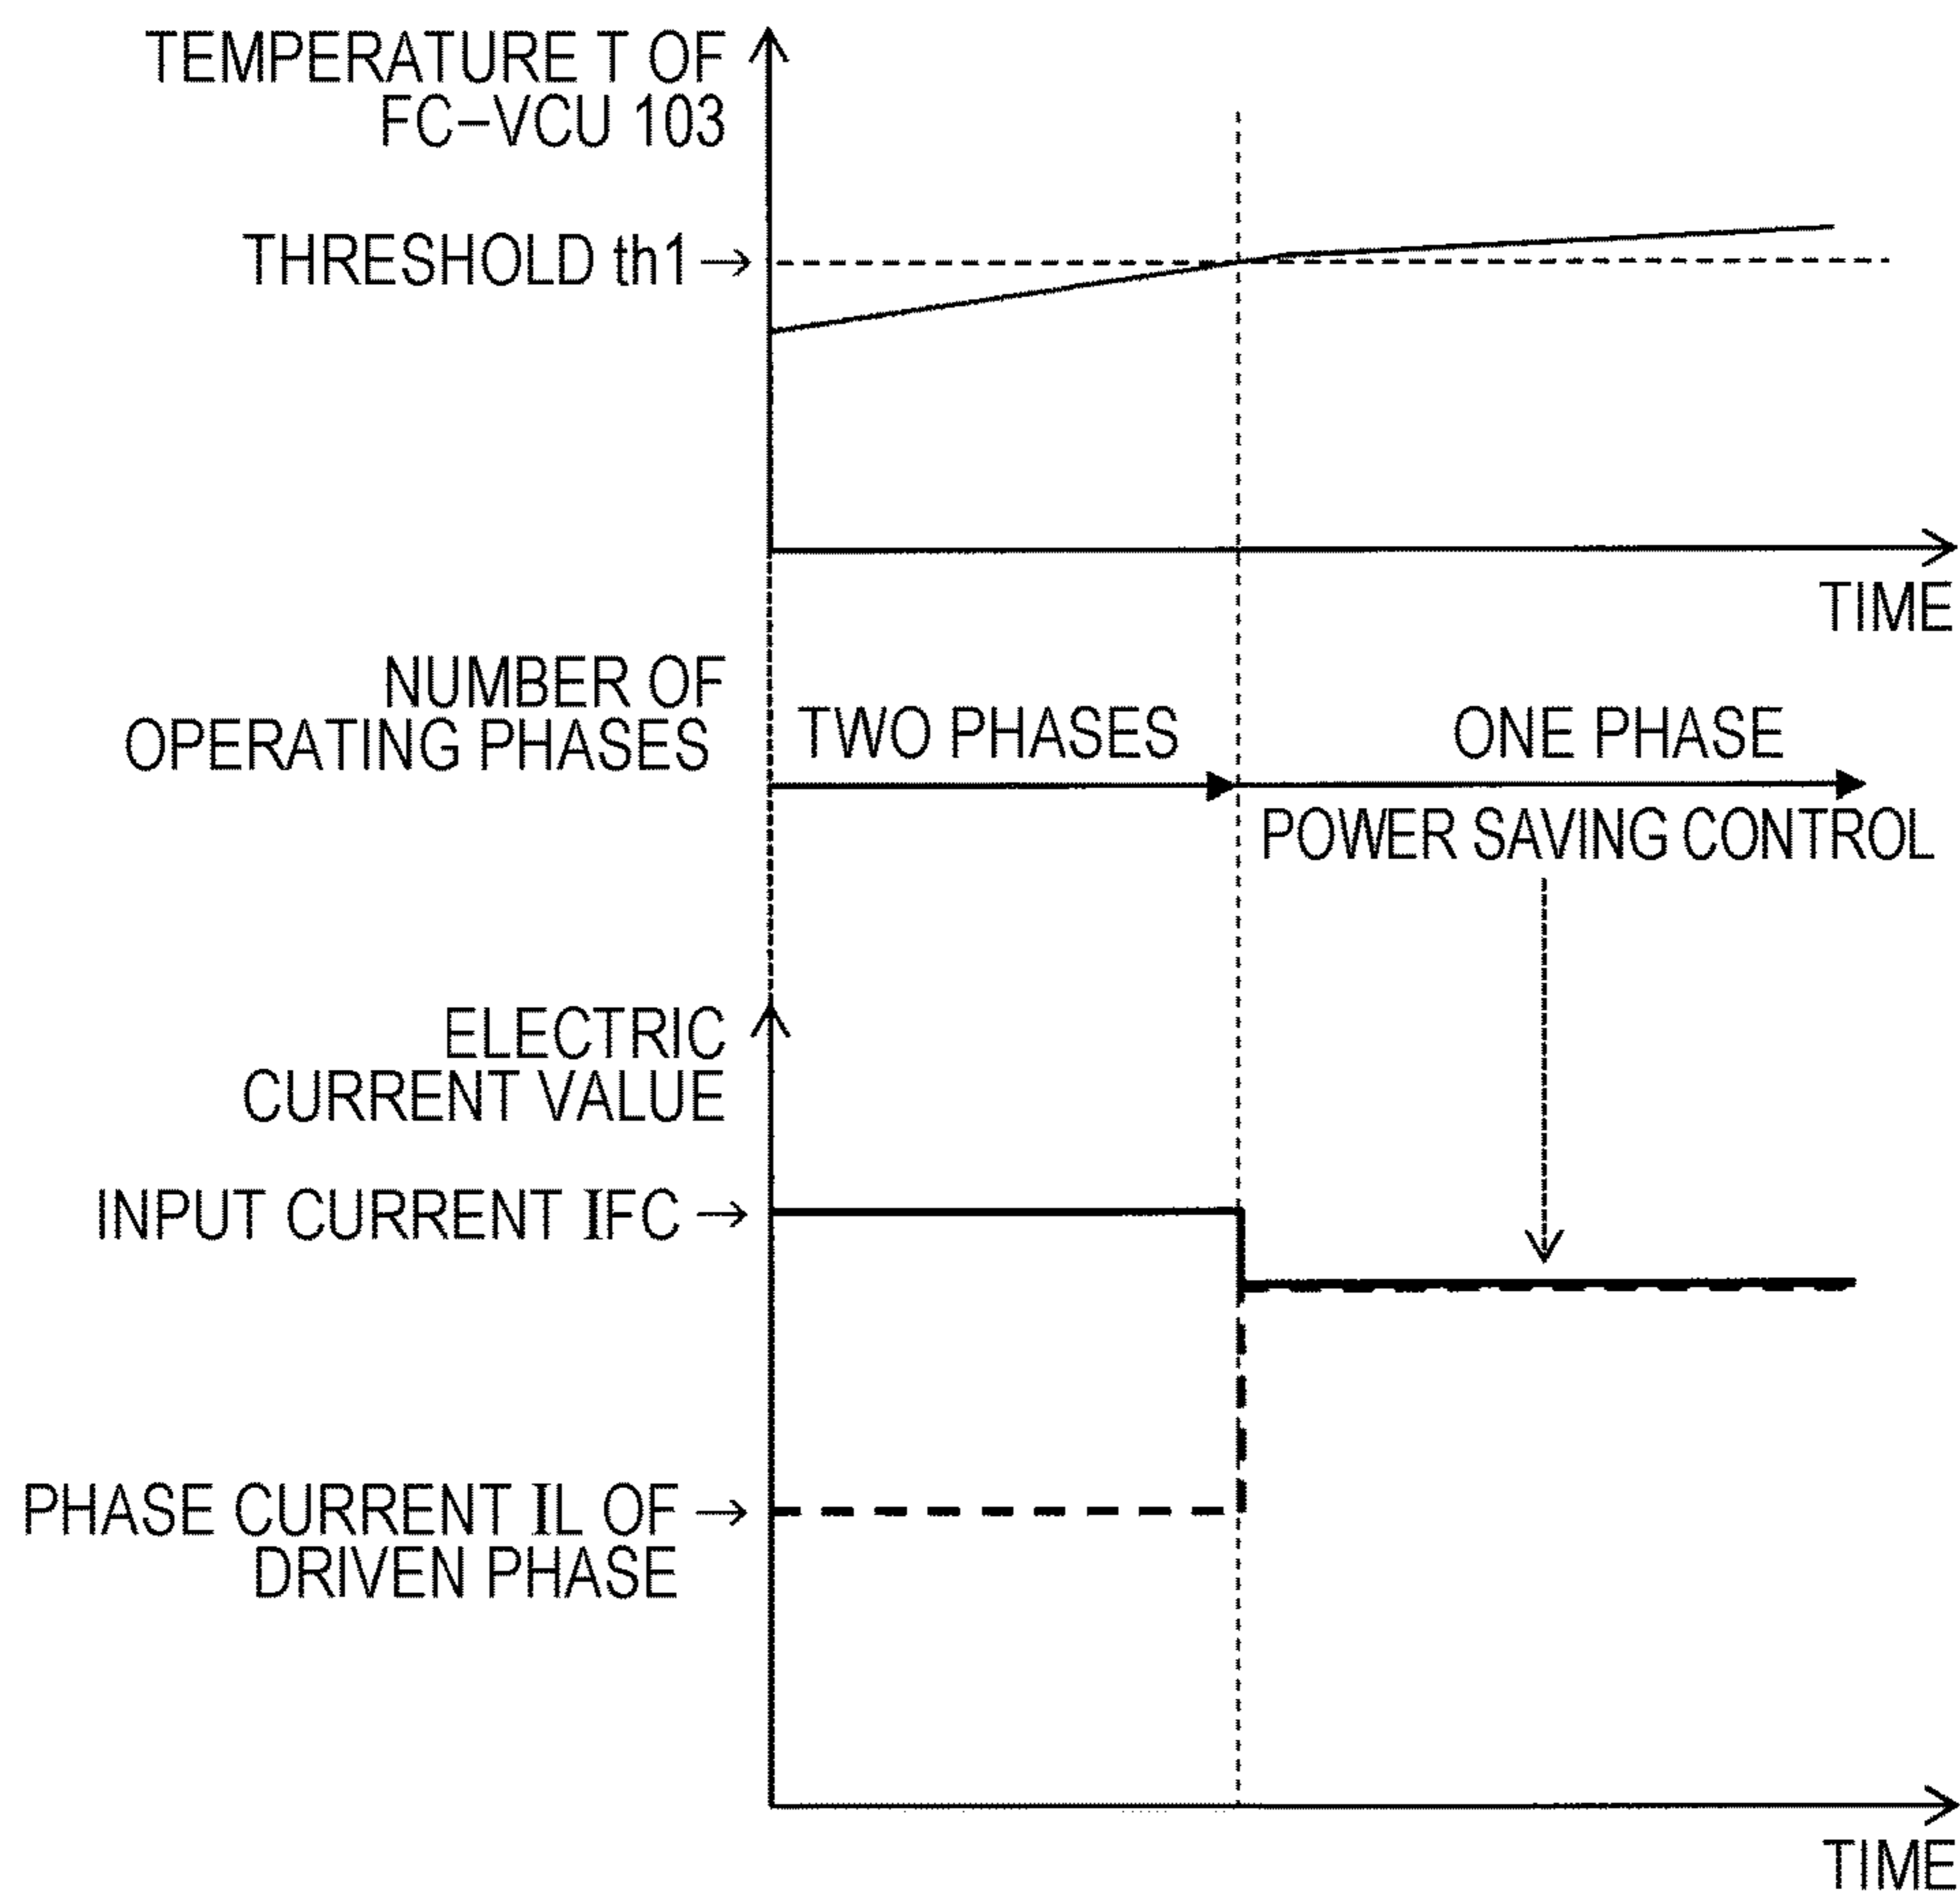 TEMPERATURE T OF
FC-VCU 103
THRESHOLD th1
TIME
NUMBER OF
OPERATING PHASES
TWO PHASES
ONE PHASE
POWER SAVING CONTROL
ELECTRIC
CURRENT VALUE
INPUT CURRENT IFC
PHASE CURRENT IL OF
DRIVEN PHASE
TIME